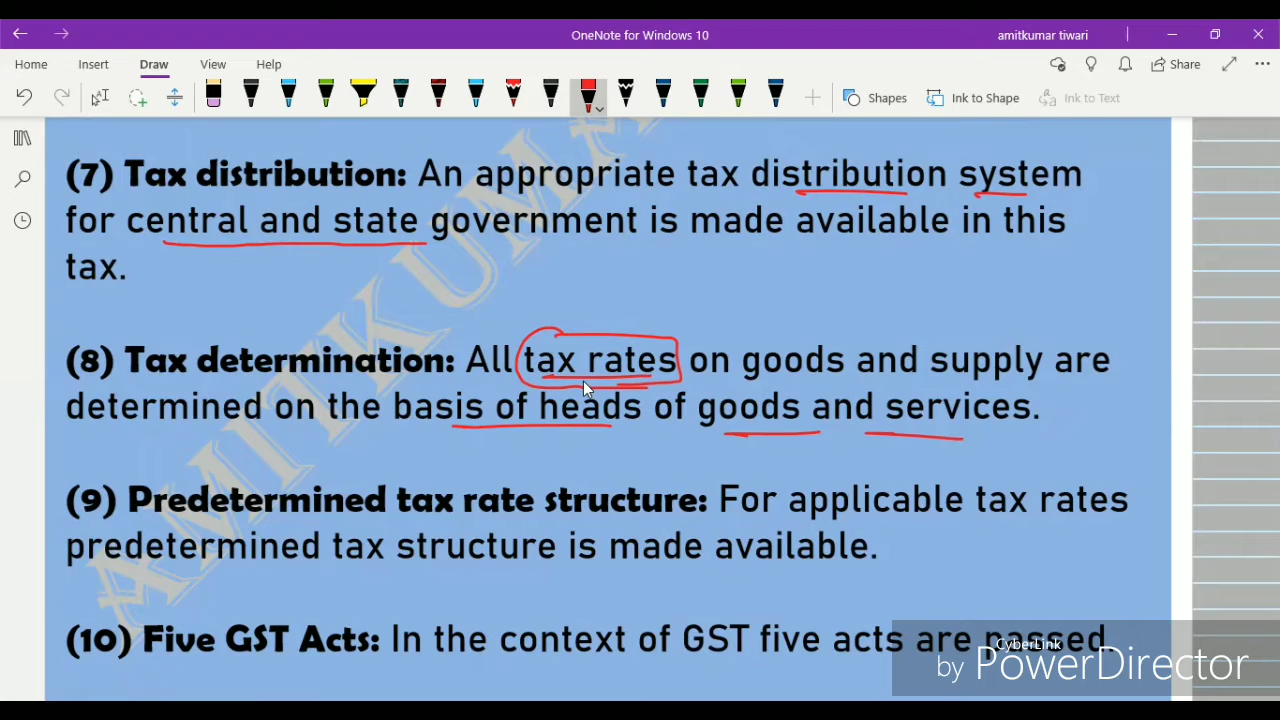 OneNote for Windows 10
amitkumar tiwari
Home Insert Draw View Help
Share
Shapes Ink to Shape Ink to Text
(7) Tax distribution: An appropriate tax distribution system
for central and state government is made available in this
tax.
(8) Tax determination: All tax rates on goods and supply are
determined on the basis of heads of goods and services.
(9) Predetermined tax rate structure: For applicable tax rates
predetermined tax structure is made available.
(10) Five GST Acts: In the context of GST five acts are passed.
CyberLink
by PowerDirector
AMITKUMA